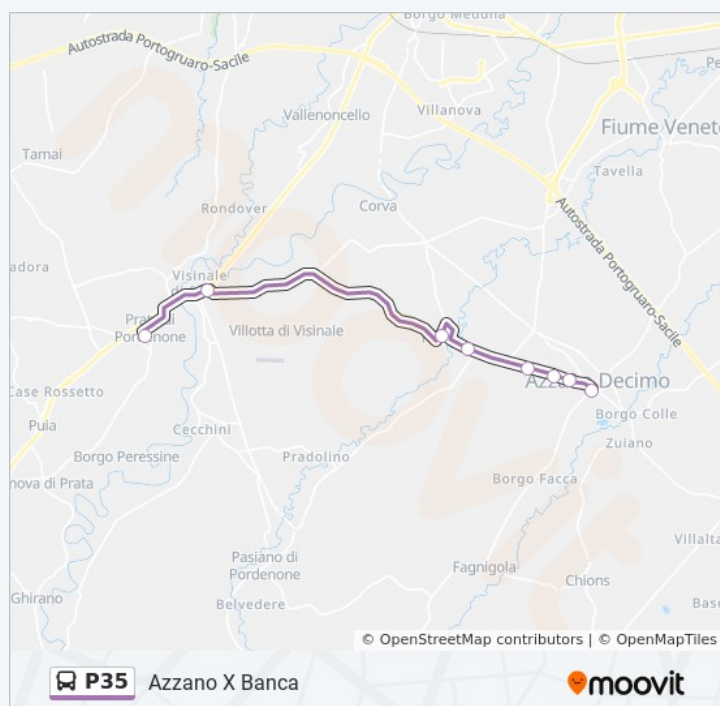 Borgo Meduna
Autostrada Portogruaro-Sacile
Vallenoncello
Villanova
Fiume Veneto
Tamai
Tavella
Rondover
Corva
Autostrada Portogruaro-Sacile
adora
Visinale
Prata di
Pordenone
Villotta di Visinale
Case Rossetto
Decimo
Borgo Colle
Puia
Cecchini
Zuiano
Borgo Peressine
Pradolino
nova di Prata
Borgo Facca
Villalta
Pasiano di
Pordenone
Fagnigola
Chions
Ghirano
Belvedere
© OpenStreetMap contributors | © OpenMapTiles
P35 Azzano X Banca
moovit